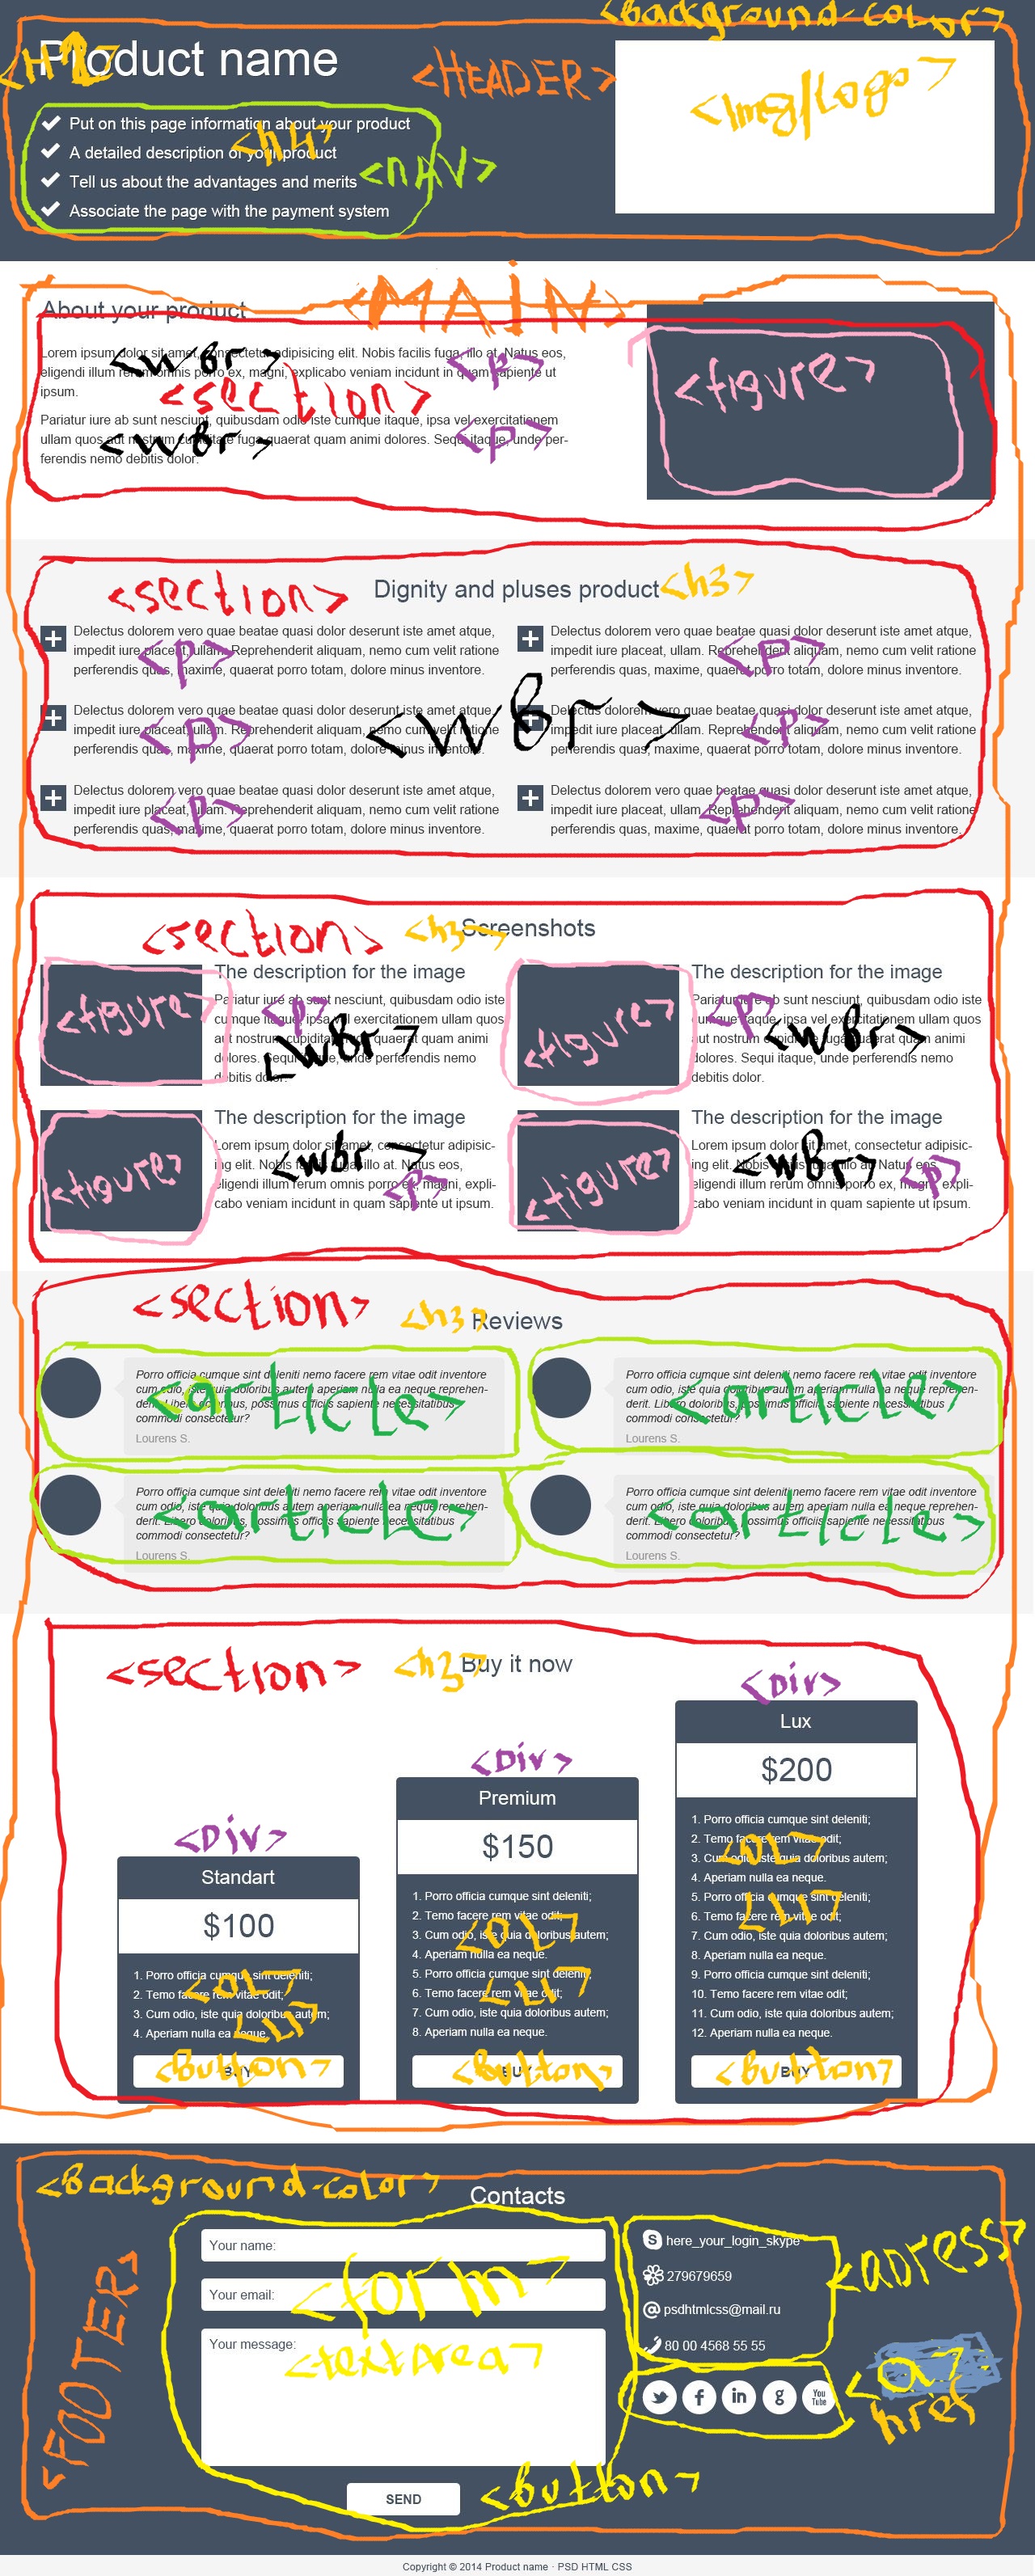 <background-color>
Product name
<H1>
<HEADER>
<Img/Logo>
Put on this page information about your product
A detailed description of your product
<h4>
<nAV>
Tell us about the advantages and merits
Associate the page with the payment system
<MAiN>
About your product
Lorem ipsum dolor sit amet, consectetur adipisicing elit. Nobis facilis fuga illo at. Natus eos,
eligendi illum rerum omnis porro ex, magni, explicabo veniam incidunt in quam sapiente ut
ipsum.
<wbr>
<p>
<section>
<figure>
Pariatur iure ab sunt nesciunt, quibusdam odio iste cumque itaque, ipsa vel exercitationem
ullam quos aut nostrum cupiditate fuga quaerat quam animi dolores. Sequi itaque, unde per-
ferendis nemo debitis dolor.
<wbr>
<p>
<section>
Dignity and pluses product
<h3>
Delectus dolorem vero quae beatae quasi dolor deserunt iste amet atque,
impedit iure placeat, ullam. Reprehenderit aliquam, nemo cum velit ratione
perferendis quas, maxime, quaerat porro totam, dolore minus inventore.
<p>
Delectus dolorem vero quae beatae quasi dolor deserunt iste amet atque,
impedit iure placeat, ullam. Reprehenderit aliquam, nemo cum velit ratione
perferendis quas, maxime, quaerat porro totam, dolore minus inventore.
<p>
Delectus dolorem vero quae beatae quasi dolor deserunt iste amet atque,
impedit iure placeat, ullam. Reprehenderit aliquam, nemo cum velit ratione
perferendis quas, maxime, quaerat porro totam, dolore minus inventore.
<p>
<wbr>
Delectus dolorem vero quae beatae quasi dolor deserunt iste amet atque,
impedit iure placeat, ullam. Reprehenderit aliquam, nemo cum velit ratione
perferendis quas, maxime, quaerat porro totam, dolore minus inventore.
<p>
Delectus dolorem vero quae beatae quasi dolor deserunt iste amet atque,
impedit iure placeat, ullam. Reprehenderit aliquam, nemo cum velit ratione
perferendis quas, maxime, quaerat porro totam, dolore minus inventore.
<p>
Delectus dolorem vero quae beatae quasi dolor deserunt iste amet atque,
impedit iure placeat, ullam. Reprehenderit aliquam, nemo cum velit ratione
perferendis quas, maxime, quaerat porro totam, dolore minus inventore.
<p>
<section>
<h3>
Screenshots
<figure>
The description for the image
Pariatur iure ab sunt nesciunt, quibusdam odio iste
cumque itaque, ipsa vel exercitationem ullam quos
aut nostrum cupiditate fuga quaerat quam animi
dolores. Sequi itaque, unde perferendis nemo
debitis dolor.
<p>
<wbr>
<figure>
The description for the image
Pariatur iure ab sunt nesciunt, quibusdam odio iste
cumque itaque, ipsa vel exercitationem ullam quos
aut nostrum cupiditate fuga quaerat quam animi
dolores. Sequi itaque, unde perferendis nemo
debitis dolor.
<p>
<wbr>
<figure>
The description for the image
Lorem ipsum dolor sit amet, consectetur adipisic-
ing elit. Nobis facilis fuga illo at. Natus eos,
eligendi illum rerum omnis porro ex, magni, expli-
cabo veniam incidunt in quam sapiente ut ipsum.
<wbr>
<p>
<figure>
The description for the image
Lorem ipsum dolor sit amet, consectetur adipisic-
ing elit. Nobis facilis fuga illo at. Natus eos,
eligendi illum rerum omnis porro ex, magni, expli-
cabo veniam incidunt in quam sapiente ut ipsum.
<wbr>
<p>
<section>
<h3>
Reviews
Porro officia cumque sint deleniti nemo facere rem vitae odit inventore
cum odio, iste quia doloribus autem aperiam nulla ea neque reprehen-
derit. Libero doloribus, possimus officiis sapiente necessitatibus
commodi consectetur?
Lourens S.
<article>
Porro officia cumque sint deleniti nemo facere rem vitae odit inventore
cum odio, iste quia doloribus autem aperiam nulla ea neque reprehen-
derit. Libero doloribus, possimus officiis sapiente necessitatibus
commodi consectetur?
Lourens S.
<article>
Porro officia cumque sint deleniti nemo facere rem vitae odit inventore
cum odio, iste quia doloribus autem aperiam nulla ea neque reprehen-
derit. Libero doloribus, possimus officiis sapiente necessitatibus
commodi consectetur?
Lourens S.
<article>
Porro officia cumque sint deleniti nemo facere rem vitae odit inventore
cum odio, iste quia doloribus autem aperiam nulla ea neque reprehen-
derit. Libero doloribus, possimus officiis sapiente necessitatibus
commodi consectetur?
Lourens S.
<article>
<section>
<h3>
Buy it now
<Div>
Standart
$100
1. Porro officia cumque sint deleniti;
2. Temo facere rem vitae odit;
3. Cum odio, iste quia doloribus autem;
4. Aperiam nulla ea neque.
<OL>
<LI>
BUY
<Button>
<Div>
Premium
$150
1. Porro officia cumque sint deleniti;
2. Temo facere rem vitae odit;
3. Cum odio, iste quia doloribus autem;
4. Aperiam nulla ea neque.
5. Porro officia cumque sint deleniti;
6. Temo facere rem vitae odit;
7. Cum odio, iste quia doloribus autem;
8. Aperiam nulla ea neque.
<OL>
<LI>
BUY
<Button>
<Div>
Lux
$200
1. Porro officia cumque sint deleniti;
2. Temo facere rem vitae odit;
3. Cum odio, iste quia doloribus autem;
4. Aperiam nulla ea neque.
5. Porro officia cumque sint deleniti;
6. Temo facere rem vitae odit;
7. Cum odio, iste quia doloribus autem;
8. Aperiam nulla ea neque.
9. Porro officia cumque sint deleniti;
10. Temo facere rem vitae odit;
11. Cum odio, iste quia doloribus autem;
12. Aperiam nulla ea neque.
<OL>
<LI>
BUY
<button>
<Background-color>
Contacts
<FOOTER>
Your name:
Your email:
<form>
Your message:
<textArea>
SEND
<button>
here_your_login_skype
279679659
psdhtmlcss@mail.ru
80 00 4568 55 55
<adress>
in
g
You
Tube
<a>
href
Copyright © 2014 Product name · PSD HTML CSS